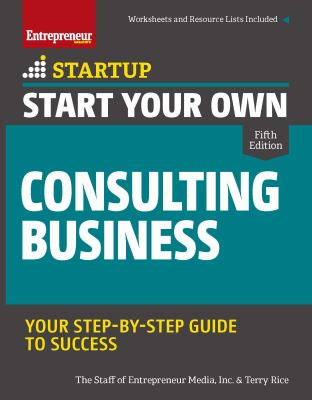 Entrepreneur
Worksheets and Resource Lists Included
STARTUP
START YOUR OWN
Fifth
Edition
CONSULTING
BUSINESS
YOUR STEP-BY-STEP GUIDE
TO SUCCESS
The Staff of Entrepreneur Media, Inc. & Terry Rice